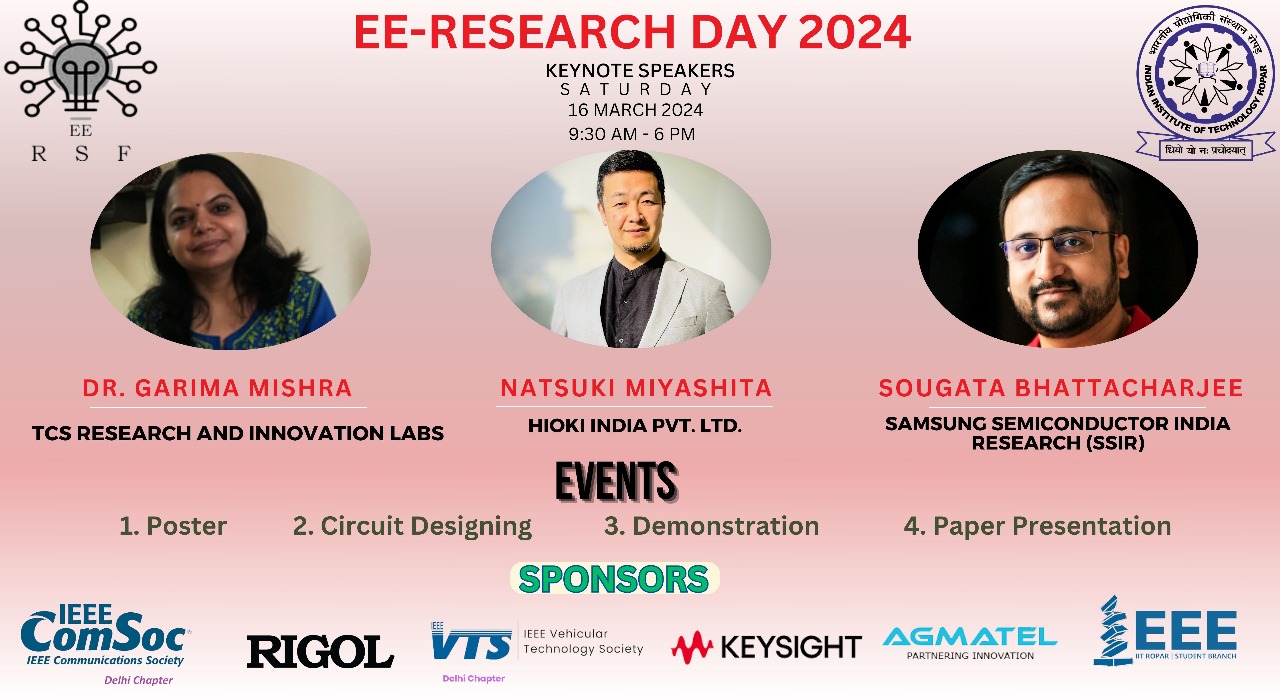 EE-RESEARCH DAY 2024
KEYNOTE SPEAKERS
SATURDAY
16 MARCH 2024
9:30 AM - 6 PM
EE
R S F
भारतीय प्रौद्योगिकी संस्थान रोपड़
INDIAN INSTITUTE OF TECHNOLOGY ROPAR
धियो यो नः प्रचोदयात्
DR. GARIMA MISHRA
TCS RESEARCH AND INNOVATION LABS
NATSUKI MIYASHITA
HIOKI INDIA PVT. LTD.
SOUGATA BHATTACHARJEE
SAMSUNG SEMICONDUCTOR INDIA
RESEARCH (SSIR)
EVENTS
1. Poster 2. Circuit Designing 3. Demonstration 4. Paper Presentation
SPONSORS
IEEE
ComSoc
IEEE Communications Society
Delhi Chapter
RIGOL
IEEE
VTS
IEEE Vehicular
Technology Society
Delhi Chapter
KEYSIGHT
AGMATEL
PARTNERING INNOVATION
IEEE
IIT ROPAR | STUDENT BRANCH